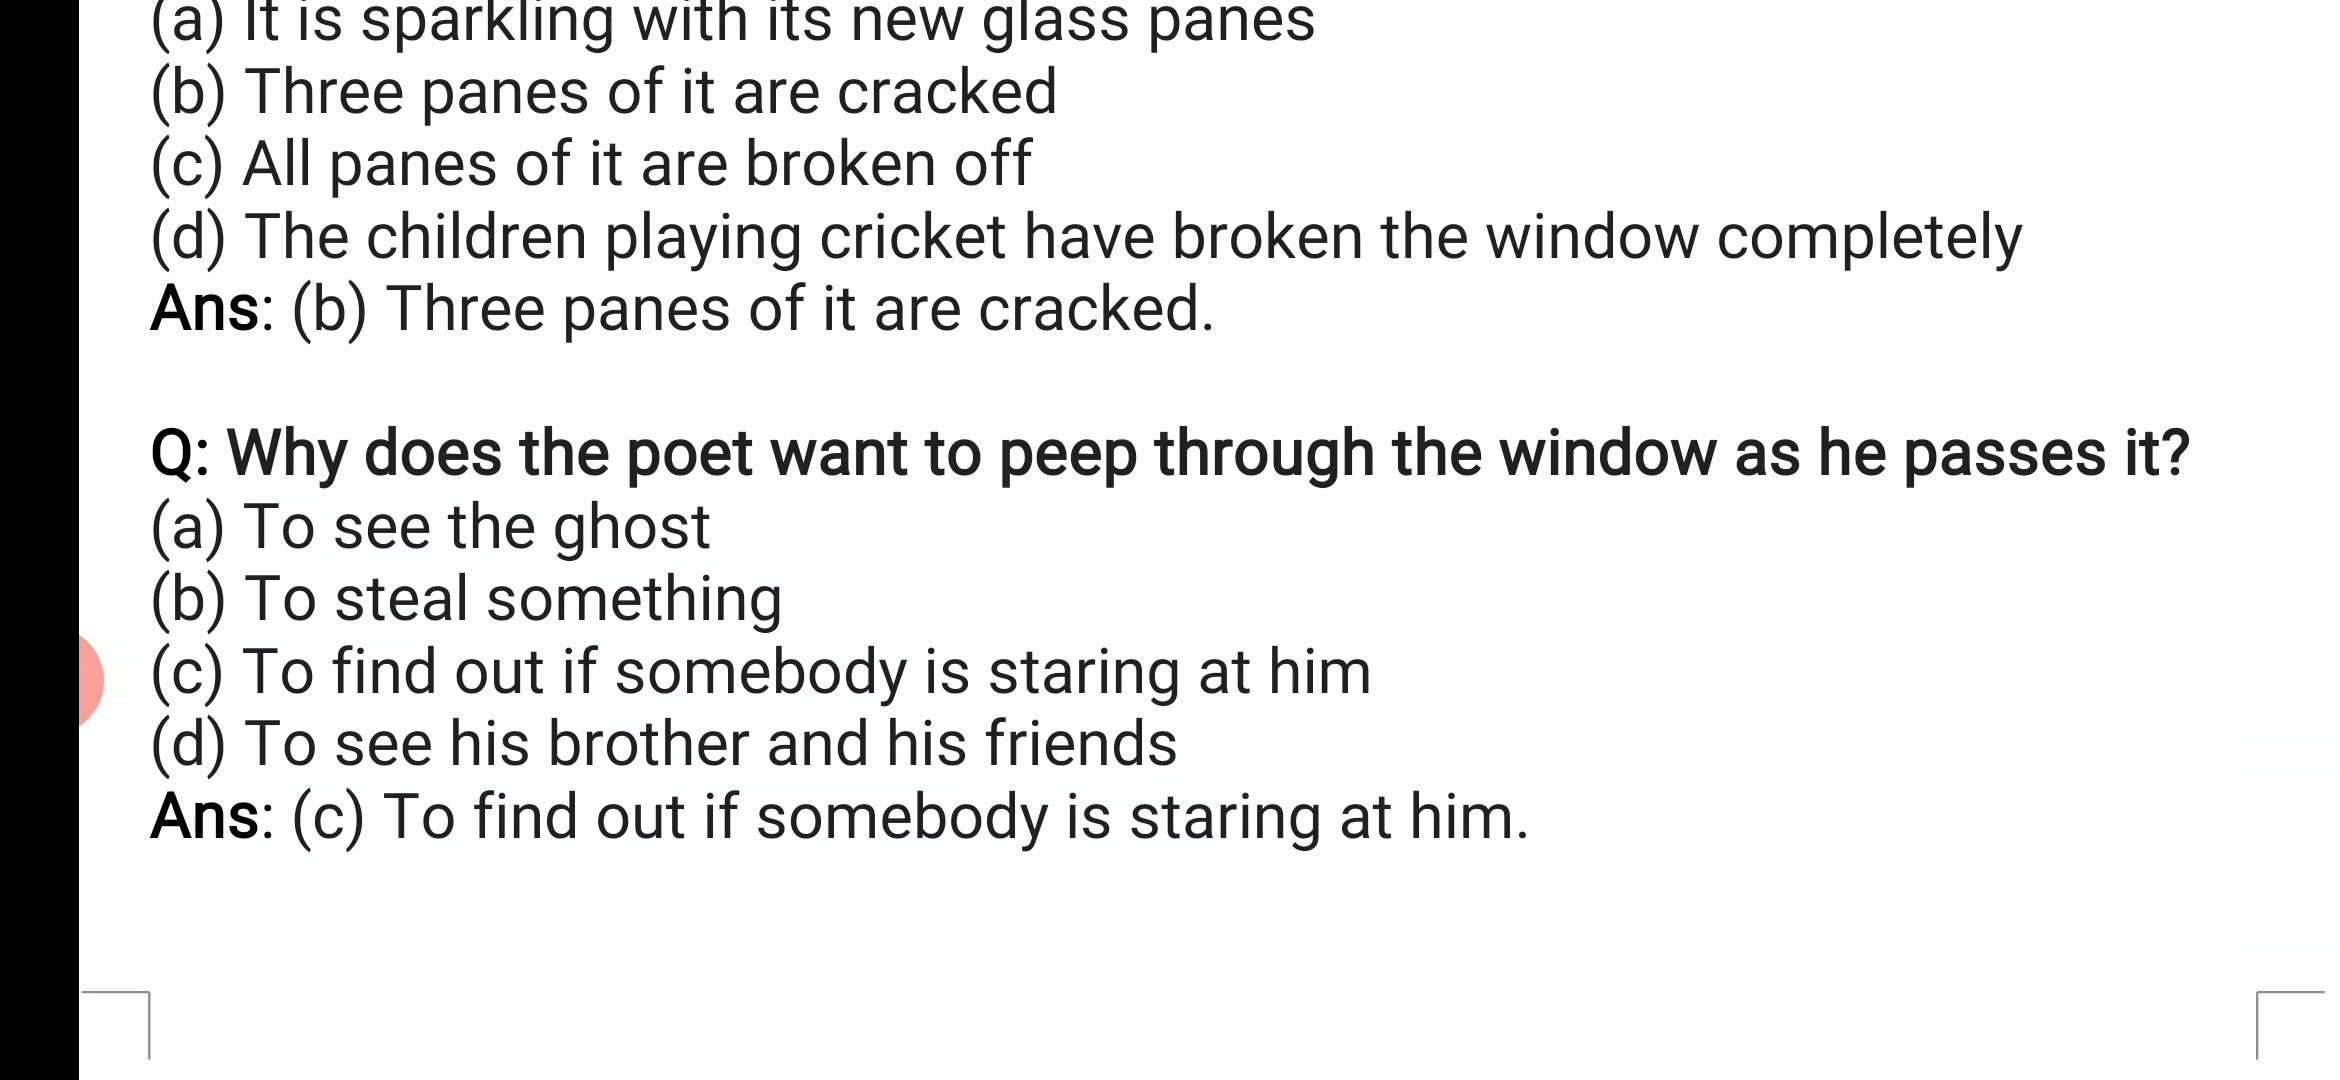 (a) It is sparkling with its new glass panes
(b) Three panes of it are cracked
(c) All panes of it are broken off
(d) The children playing cricket have broken the window completely
Ans: (b) Three panes of it are cracked.
Q: Why does the poet want to peep through the window as he passes it?
(a) To see the ghost
(b) To steal something
(c) To find out if somebody is staring at him
(d) To see his brother and his friends
Ans: (c) To find out if somebody is staring at him.